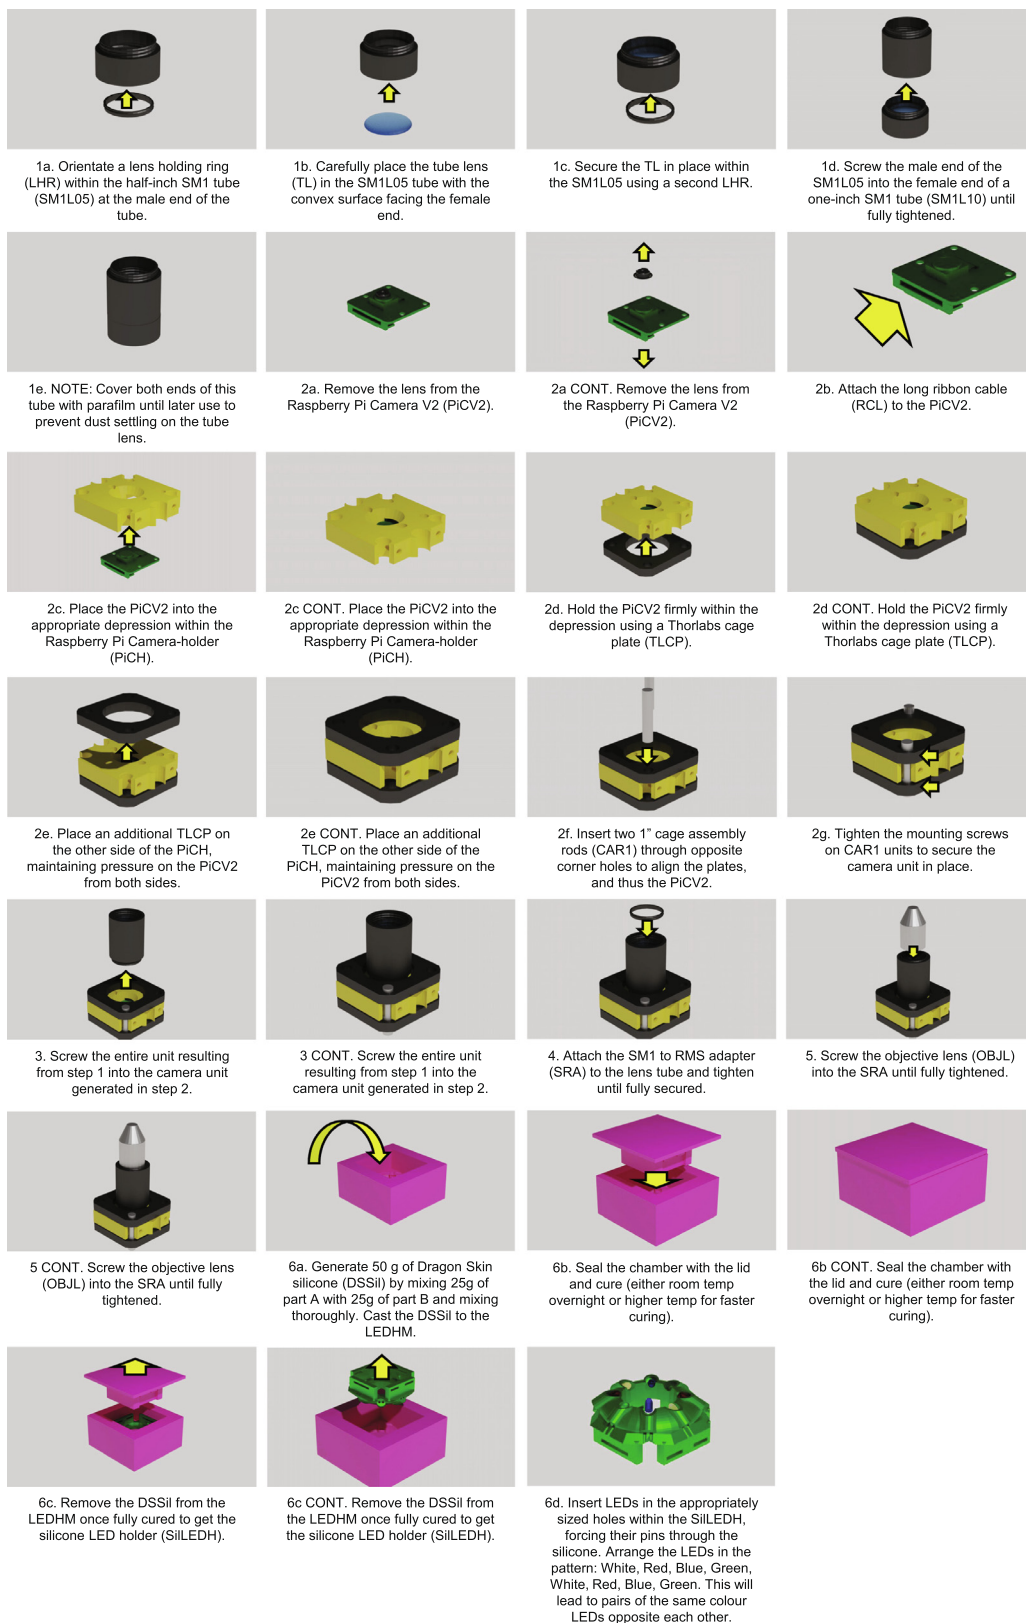 1a. Orientate a lens holding ring
(LHR) within the half-inch SM1 tube
(SM1L05) at the male end of the
tube.
1b. Carefully place the tube lens
(TL) in the SM1L05 tube with the
convex surface facing the female
end.
1c. Secure the TL in place within
the SM1L05 using a second LHR.
1d. Screw the male end of the
SM1L05 into the female end of a
one-inch SM1 tube (SM1L10) until
fully tightened.
1e. NOTE: Cover both ends of this
tube with parafilm until later use to
prevent dust settling on the tube
lens.
2a. Remove the lens from the
Raspberry Pi Camera V2 (PiCV2).
2a CONT. Remove the lens from
the Raspberry Pi Camera V2
(PiCV2).
2b. Attach the long ribbon cable
(RCL) to the PiCV2.
2c. Place the PiCV2 into the
appropriate depression within the
Raspberry Pi Camera-holder
(PiCH).
2c CONT. Place the PiCV2 into the
appropriate depression within the
Raspberry Pi Camera-holder
(PiCH).
2d. Hold the PiCV2 firmly within the
depression using a Thorlabs cage
plate (TLCP).
2d CONT. Hold the PiCV2 firmly
within the depression using a
Thorlabs cage plate (TLCP).
2e. Place an additional TLCP on
the other side of the PiCH,
maintaining pressure on the PiCV2
from both sides.
2e CONT. Place an additional
TLCP on the other side of the
PiCH, maintaining pressure on the
PiCV2 from both sides.
2f. Insert two 1” cage assembly
rods (CAR1) through opposite
corner holes to align the plates,
and thus the PiCV2.
2g. Tighten the mounting screws
on CAR1 units to secure the
camera unit in place.
3. Screw the entire unit resulting
from step 1 into the camera unit
generated in step 2.
3 CONT. Screw the entire unit
resulting from step 1 into the
camera unit generated in step 2.
4. Attach the SM1 to RMS adapter
(SRA) to the lens tube and tighten
until fully secured.
5. Screw the objective lens (OBJL)
into the SRA until fully tightened.
5 CONT. Screw the objective lens
(OBJL) into the SRA until fully
tightened.
6a. Generate 50 g of Dragon Skin
silicone (DSSil) by mixing 25g of
part A with 25g of part B and mixing
thoroughly. Cast the DSSil to the
LEDHM.
6b. Seal the chamber with the lid
and cure (either room temp
overnight or higher temp for faster
curing).
6b CONT. Seal the chamber with
the lid and cure (either room temp
overnight or higher temp for faster
curing).
6c. Remove the DSSil from the
LEDHM once fully cured to get the
silicone LED holder (SilLEDH).
6c CONT. Remove the DSSil from
the LEDHM once fully cured to get
the silicone LED holder (SilLEDH).
6d. Insert LEDs in the appropriately
sized holes within the SilLEDH,
forcing their pins through the
silicone. Arrange the LEDs in the
pattern: White, Red, Blue, Green,
White, Red, Blue, Green. This will
lead to pairs of the same colour
LEDs opposite each other.